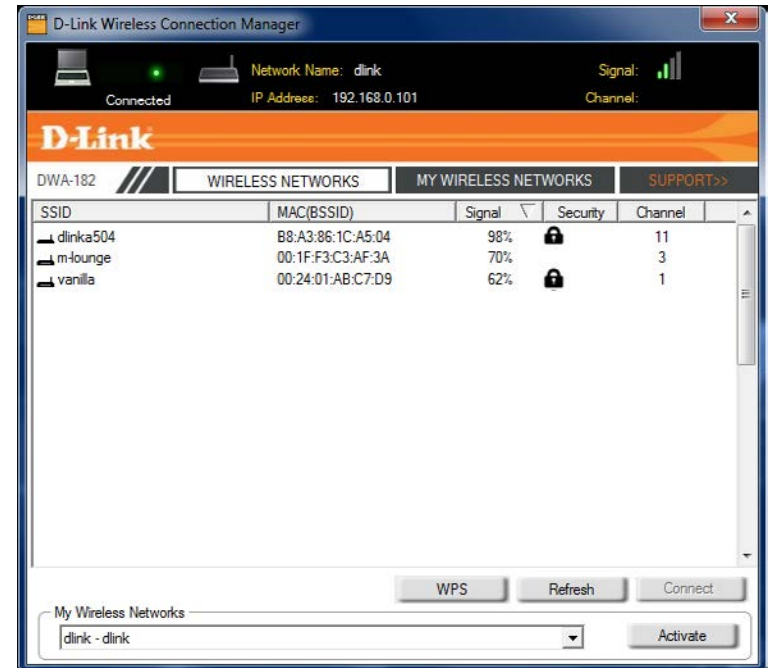 D-Link Wireless Connection Manager
Network Name: dlink Signal:
Connected IP Address: 192.168.0.101 Channel:
D-Link
DWA-182 WIRELESS NETWORKS MY WIRELESS NETWORKS SUPPORT>>
SSID MAC(BSSID) Signal Security Channel
dlinka504 B8:A3:86:1C:A5:04 98% 11
m-lounge 00:1F:F3:C3:AF:3A 70% 3
vanilla 00:24:01:AB:C7:D9 62% 1
WPS Refresh Connect
My Wireless Networks
dlink - dlink Activate